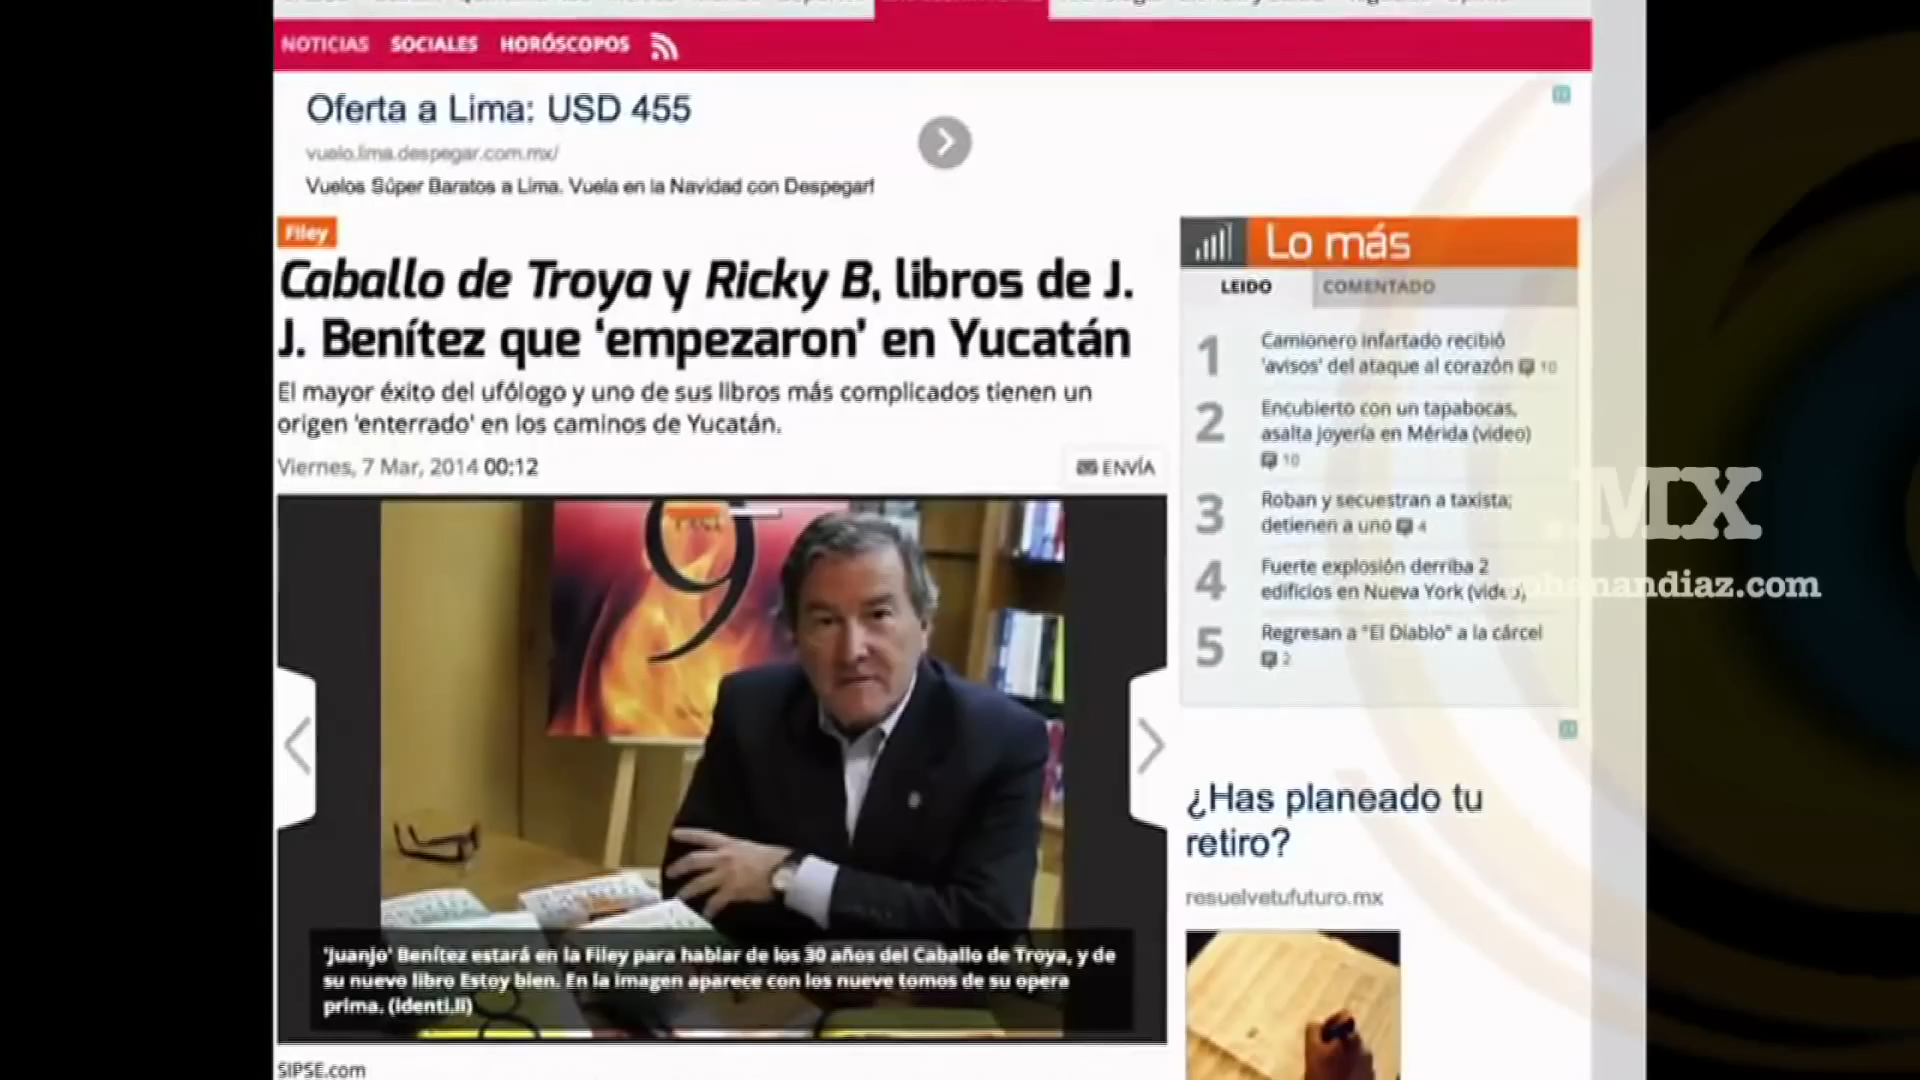 NOTICIAS SOCIALES HORÓSCOPOS
Oferta a Lima: USD 455
vuelo.lima.despegar.com.mx/
Vuelos Súper Baratos a Lima. Vuela en la Navidad con Despegar!
Filey
Caballo de Troya y Ricky B, libros de J.
J. Benítez que ‘empezaron’ en Yucatán
El mayor éxito del ufólogo y uno de sus libros más complicados tienen un
origen 'enterrado' en los caminos de Yucatán.
Viernes, 7 Mar, 2014 00:12
ENVÍA
9
'Juanjo' Benítez estará en la Filey para hablar de los 30 años del Caballo de Troya, y de
su nuevo libro Estoy bien. En la imagen aparece con los nueve tomos de su opera
prima. (identi.li)
SIPSE.com
Lo más
LEIDO COMENTADO
1 Camionero infartado recibió
'avisos' del ataque al corazón 10
2 Encubierto con un tapabocas,
asalta joyería en Mérida (video)
10
3 Roban y secuestran a taxista;
detienen a uno 4
4 Fuerte explosión derriba 2
edificios en Nueva York (video)
5 Regresan a "El Diablo" a la cárcel
2
.MX
¿Has planeado tu
retiro?
resuelvetufuturo.mx